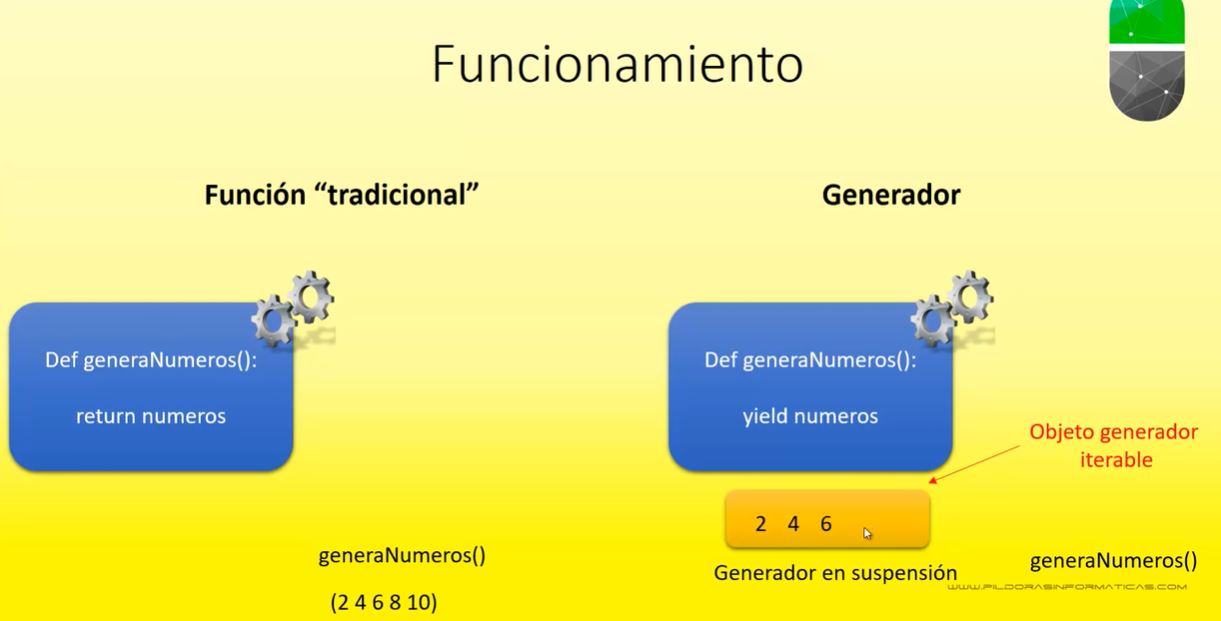 Funcionamiento
Función “tradicional”
Def generaNumeros():
return numeros
generaNumeros()
(2 4 6 8 10)
Generador
Def generaNumeros():
yield numeros
Objeto generador
iterable
2 4 6
Generador en suspensión
generaNumeros()
WWW.PILDORASINFORMATICAS.COM